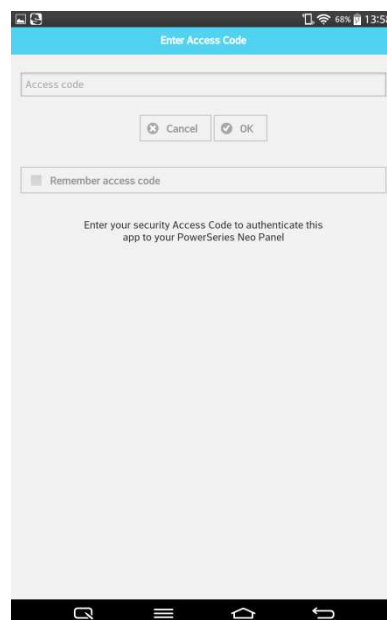 68% 13:58
Enter Access Code
Access code
Cancel OK
Remember access code
Enter your security Access Code to authenticate this
app to your PowerSeries Neo Panel